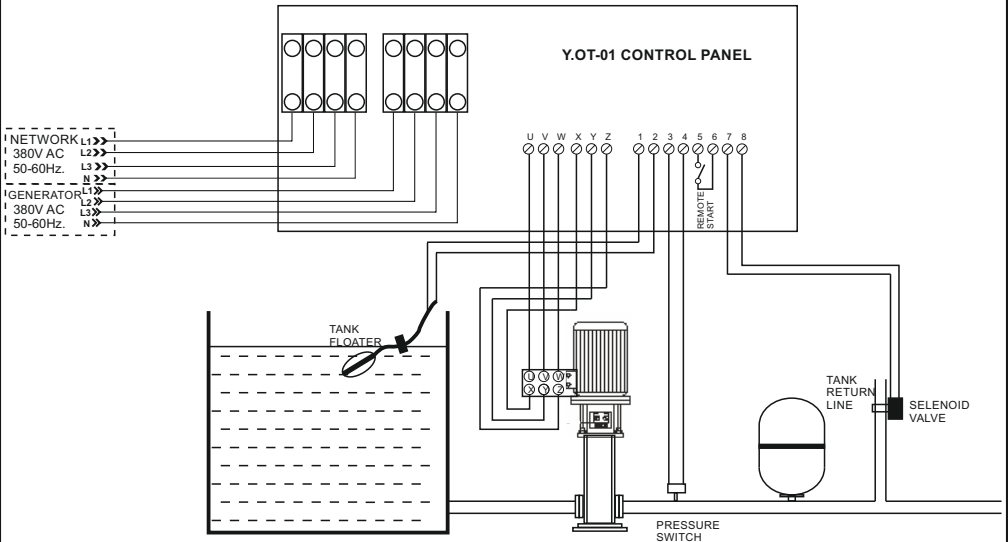 Y.OT-01 CONTROL PANEL
NETWORK L1
380V AC L2
50-60Hz. L3
N
GENERATOR L1
380V AC L2
L3
50-60Hz. N
U V W X Y Z 1 2 3 4 5 6 7 8
REMOTE
START
TANK
FLOATER
U V W
X Y Z
TANK
RETURN
LINE
SELENOID
VALVE
PRESSURE
SWITCH